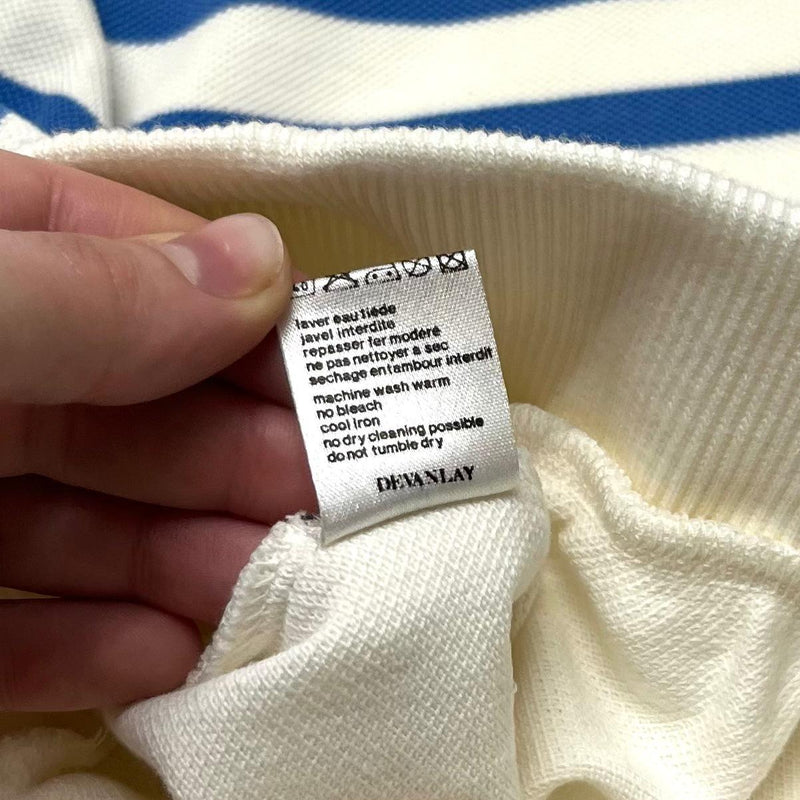 laver eau tiède
javel interdite
repasser fer modéré
ne pas nettoyer a sec
sechage en tambour interdit
machine wash warm
no bleach
cool iron
no dry cleaning possible
do not tumble dry
DEVANLAY